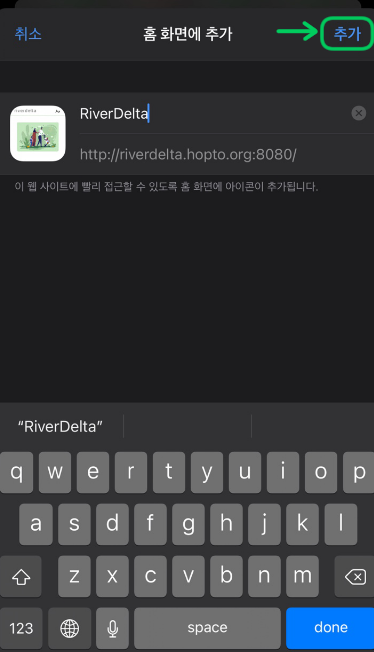 취소 홈 화면에 추가 추가
RiverDelta
http://riverdelta.hopto.org:8080/
이 웹 사이트에 빨리 접근할 수 있도록 홈 화면에 아이콘이 추가됩니다.
“RiverDelta”
q w e r t y u i o p
a s d f g h j k l
z x c v b n m
123 space done